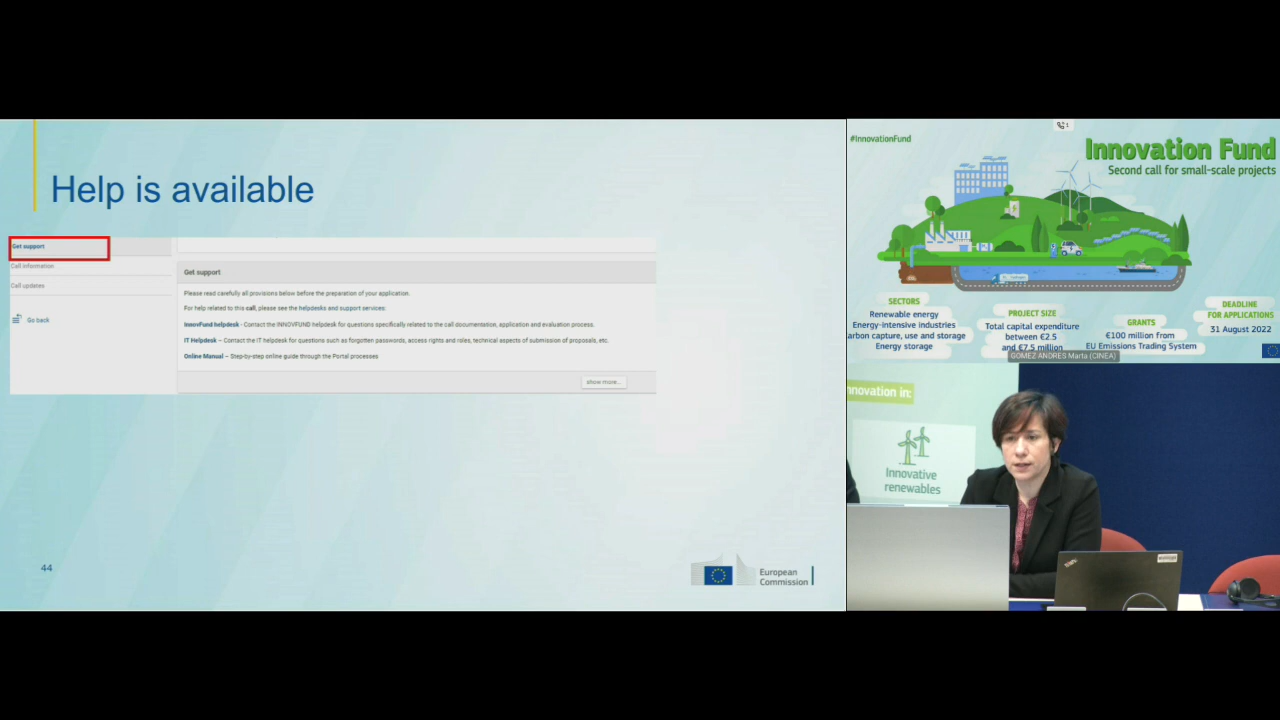 Help is available
Get support
Call information
Call updates
Go back
Get support
Please read carefully all provisions below before the preparation of your application.
For help related to this call, please see the helpdesks and support services:
InnovFund helpdesk - Contact the INNOVFUND helpdesk for questions specifically related to the call documentation, application and evaluation process.
IT Helpdesk – Contact the IT helpdesk for questions such as forgotten passwords, access rights and roles, technical aspects of submission of proposals, etc.
Online Manual – Step-by-step online guide through the Portal processes
show more...
44
European
Commission
#InnovationFund
Innovation Fund
Second call for small-scale projects
SECTORS
Renewable energy
Energy-intensive industries
arbon capture, use and storage
Energy storage
PROJECT SIZE
Total capital expenditure
between €2.5
and €7.5 million
GRANTS
€100 million from
EU Emissions Trading System
DEADLINE
FOR APPLICATIONS
31 August 2022
GOMEZ ANDRES Marta (CINEA)
nnovation in:
Innovative
renewables